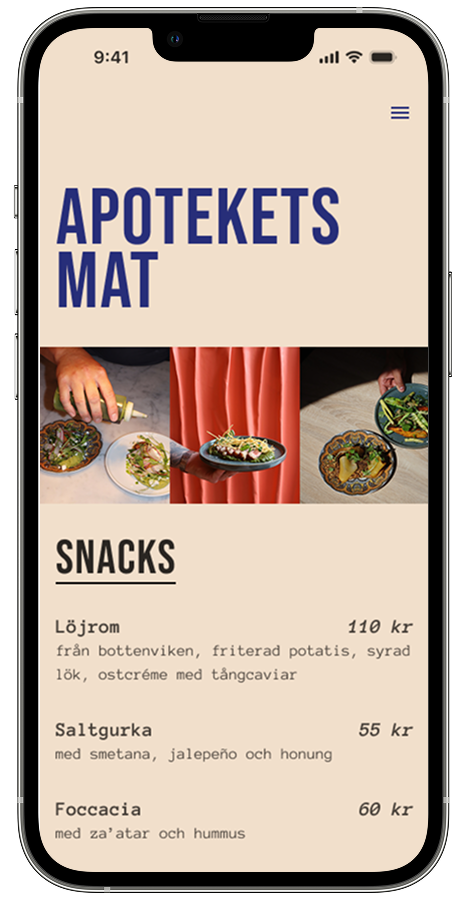 9:41
APOTEKETS
MAT
SNACKS
Löjrom 110 kr
från bottenviken, friterad potatis, syrad
lök, ostcréme med tångcaviar
Saltgurka 55 kr
med smetana, jalepeño och honung
Foccacia 60 kr
med za’atar och hummus